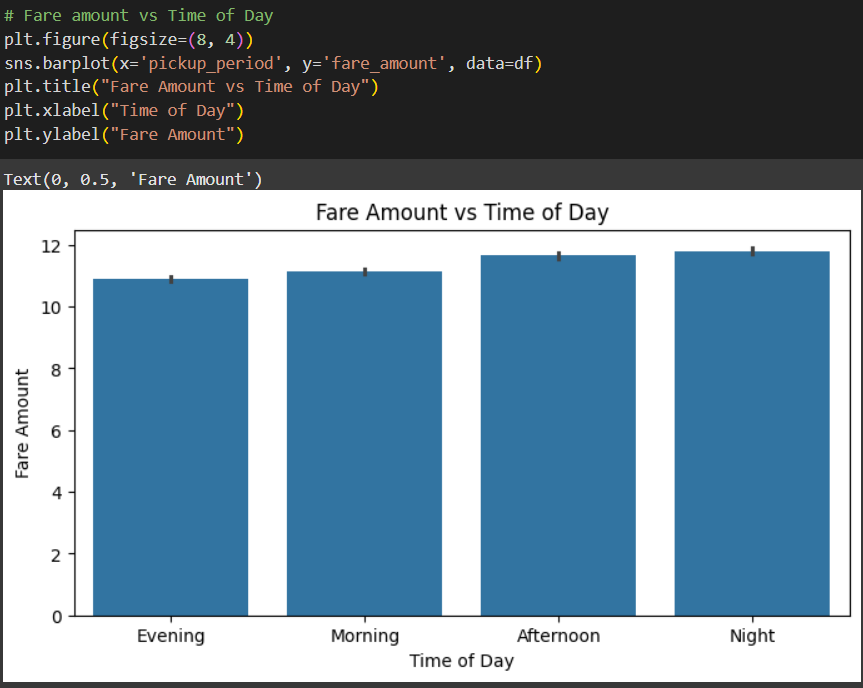 # Fare amount vs Time of Day
plt.figure(figsize=(8, 4))
sns.barplot(x='pickup_period', y='fare_amount', data=df)
plt.title("Fare Amount vs Time of Day")
plt.xlabel("Time of Day")
plt.ylabel("Fare Amount")
Text(0, 0.5, 'Fare Amount')
Fare Amount vs Time of Day
12
10
8
6
4
2
0
Fare Amount
Evening Morning Afternoon Night
Time of Day